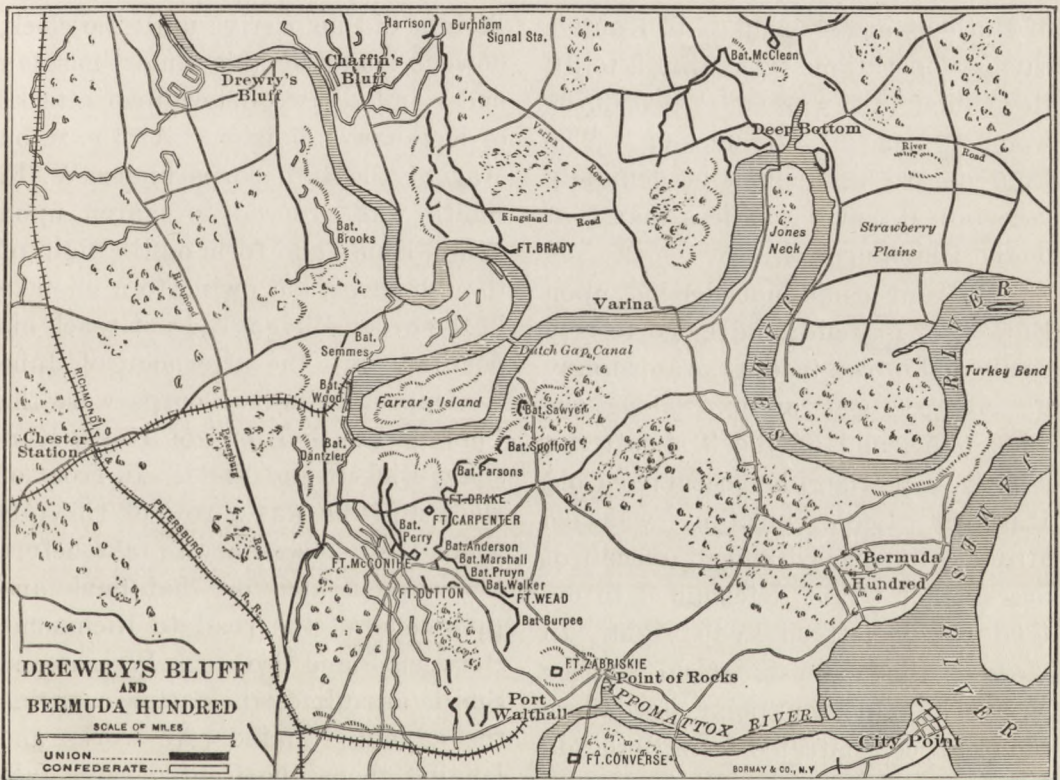 Harrison
Burnham
Signal Sta.
Chaffin's
Bluff
Bat. McClean
Drewry's
Bluff
Deep Bottom
Varina
Road
River
Road
Kingsland
Road
Jones
Neck
Strawberry
Plains
Bat.
Brooks
FT. BRADY
Richmond
JAMES
RIVER
Varina
Bat.
Semmes
Dutch Gap Canal
Turkey Bend
RICHMOND
&
Bat.
Wood
Farrar's Island
Bat. Sawyer
Chester
Station
&
Petersburg
Road
Bat.
Dantzler
Bat. Spofford
Bat. Parsons
FT. DRAKE
PETERSBURG
R.R.
FT. CARPENTER
Bat.
Perry
Bat. Anderson
Bat. Marshall
Bat. Pruyn
Bat. Walker
FT. McCONIHE
FT. DUTTON
FT. WEAD
Bat. Burpee
Bermuda
Hundred
JAMES RIVER
FT. ZABRISKIE
Point of Rocks
Port
Walthall
APPOMATTOX RIVER
City Point
FT. CONVERSE
DREWRY'S BLUFF
AND
BERMUDA HUNDRED
SCALE OF MILES
0 1 2
UNION
CONFEDERATE
BORMAY & CO., N.Y